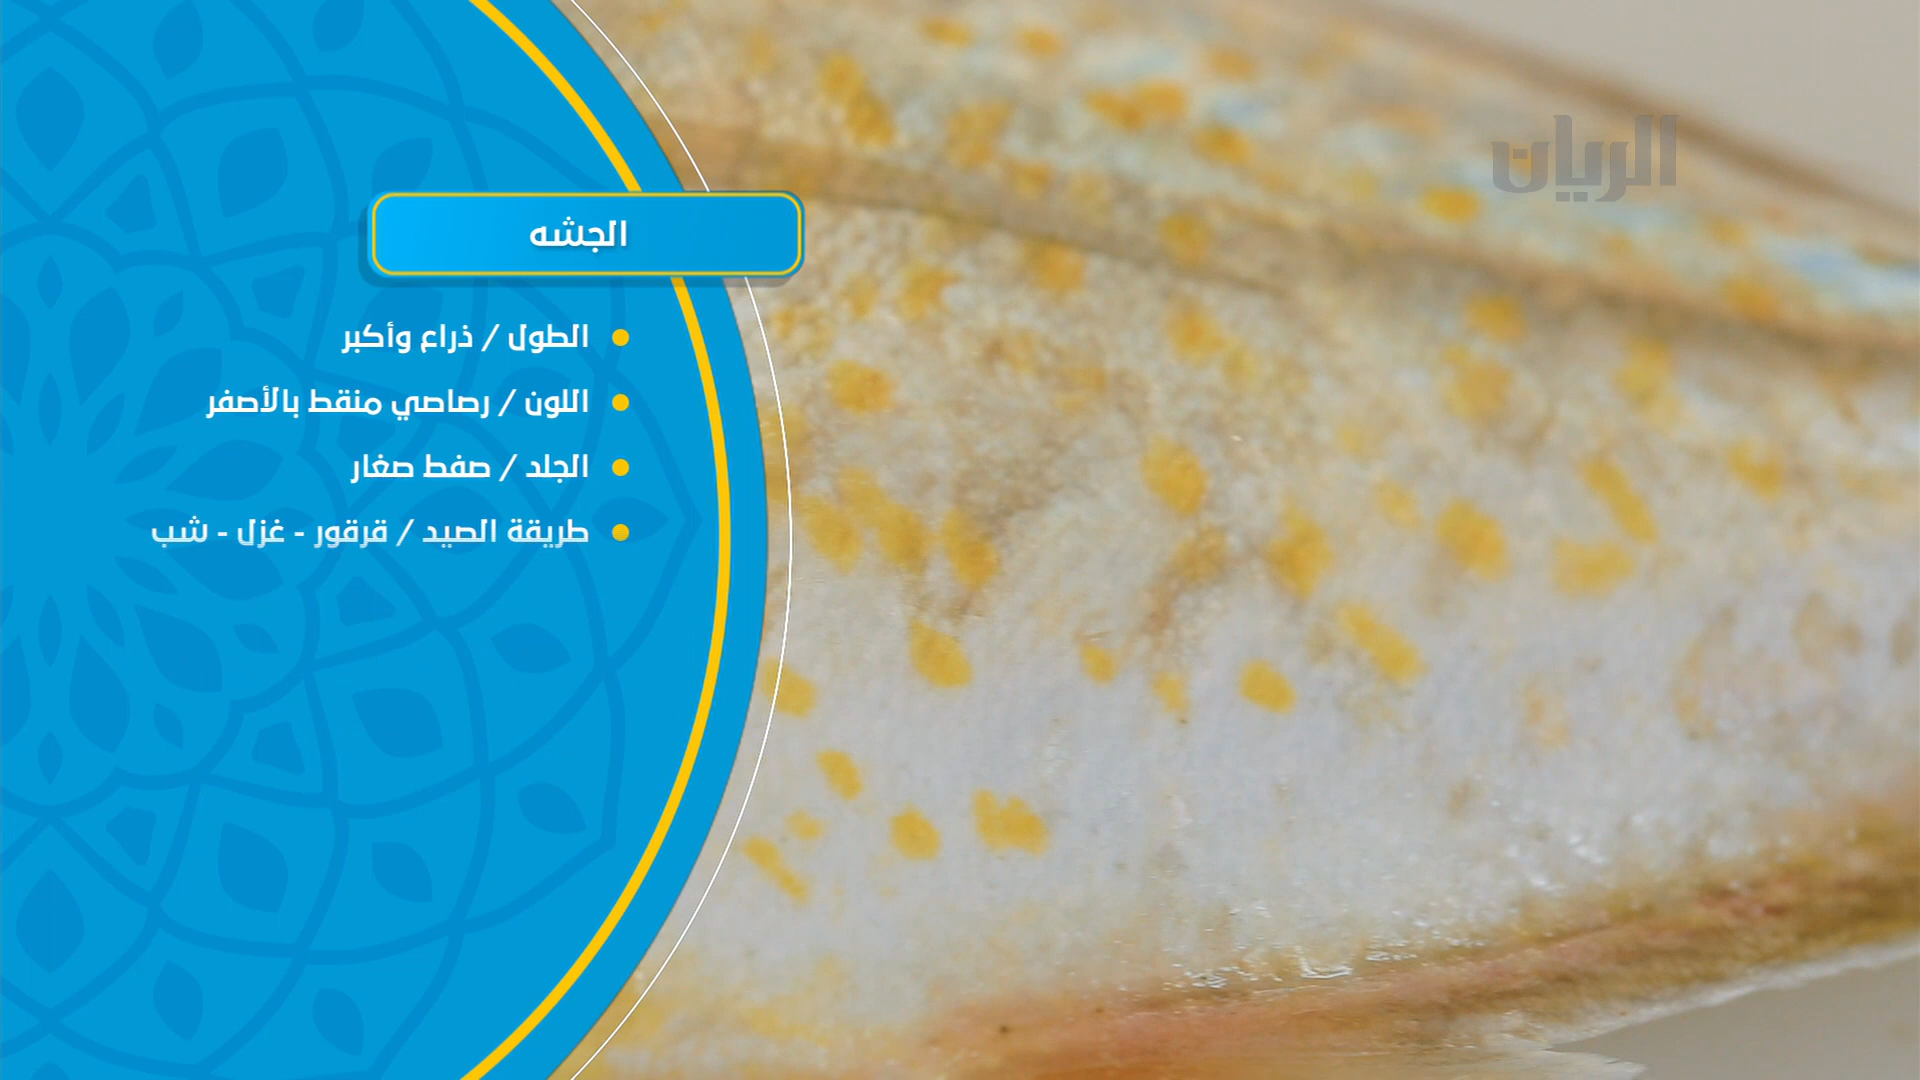 الريان
الجشه
الطول / ذراع وأكبر
اللون / رصاصي منقط بالأصفر
الجلد / صفط صغار
طريقة الصيد / قرقور - غزل - شب